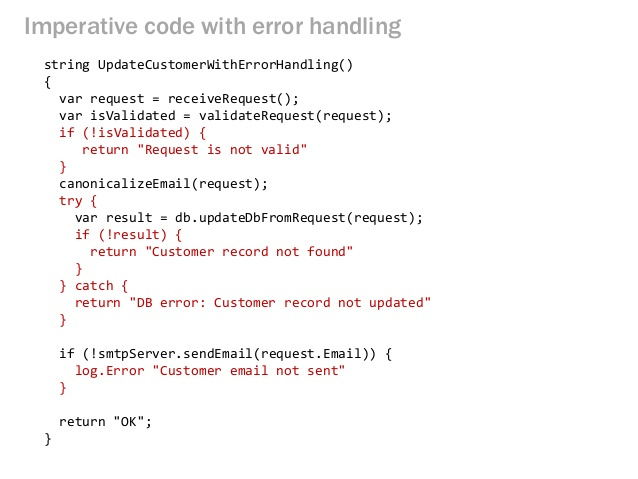 Imperative code with error handling
string UpdateCustomerWithErrorHandling()
{
  var request = receiveRequest();
  var isValidated = validateRequest(request);
  if (!isValidated) {
     return "Request is not valid"
  }
  canonicalizeEmail(request);
  try {
    var result = db.updateDbFromRequest(request);
    if (!result) {
      return "Customer record not found"
    }
  } catch {
    return "DB error: Customer record not updated"
  }
  if (!smtpServer.sendEmail(request.Email)) {
    log.Error "Customer email not sent"
  }
  return "OK";
}